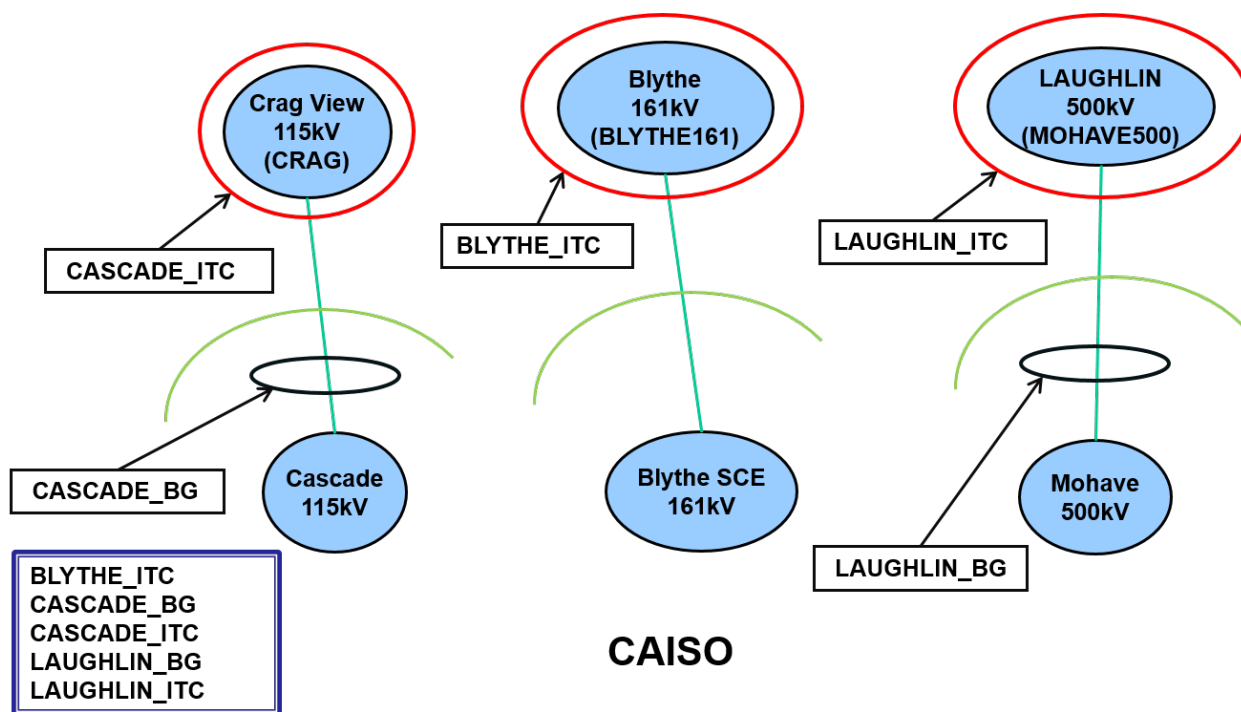 Crag View
115kV
(CRAG)
Blythe
161kV
(BLYTHE161)
LAUGHLIN
500kV
(MOHAVE500)
CASCADE_ITC
BLYTHE_ITC
LAUGHLIN_ITC
CASCADE_BG
Cascade
115kV
Blythe SCE
161kV
Mohave
500kV
LAUGHLIN_BG
BLYTHE_ITC
CASCADE_BG
CASCADE_ITC
LAUGHLIN_BG
LAUGHLIN_ITC
CAISO